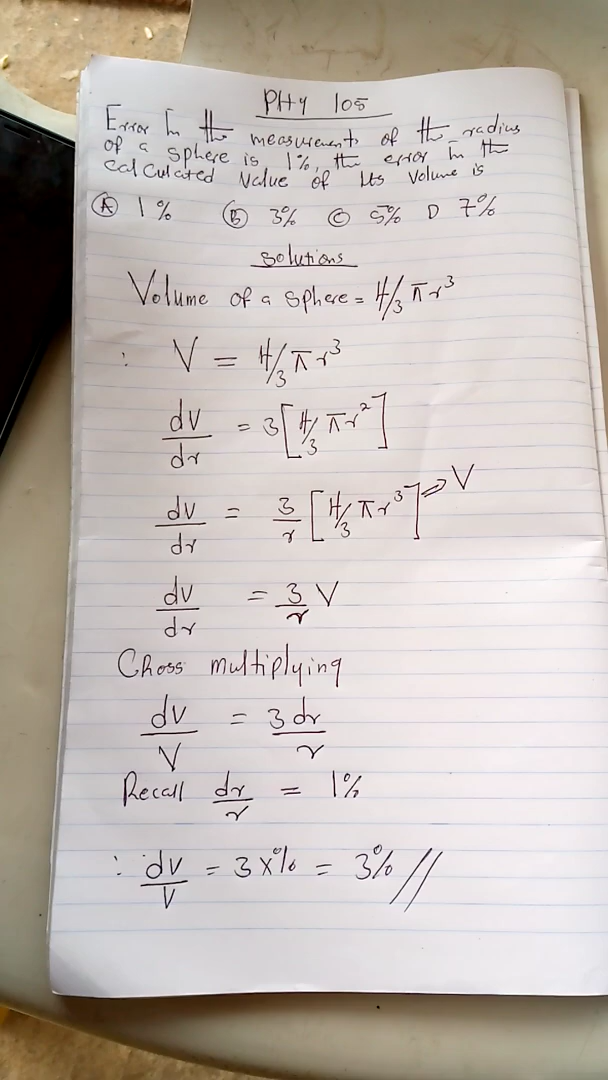 PHY 105
Error in the measurement of the radius
of a sphere is 1%, the error in the
calculated value of its volume is
Ⓐ 1% Ⓑ 3% Ⓒ 5% D 7%
solutions
Volume of a sphere = 4/3 πr³
∴ V = 4/3 πr³
dv/dr = 3[4/3 πr²]
dv/dr = 3/r [4/3 πr³] ⇒ V
dv/dr = 3/r V
Cross multiplying
dv/V = 3 dr/r
Recall dr/r = 1%
∴ dv/V = 3 x% = 3% //